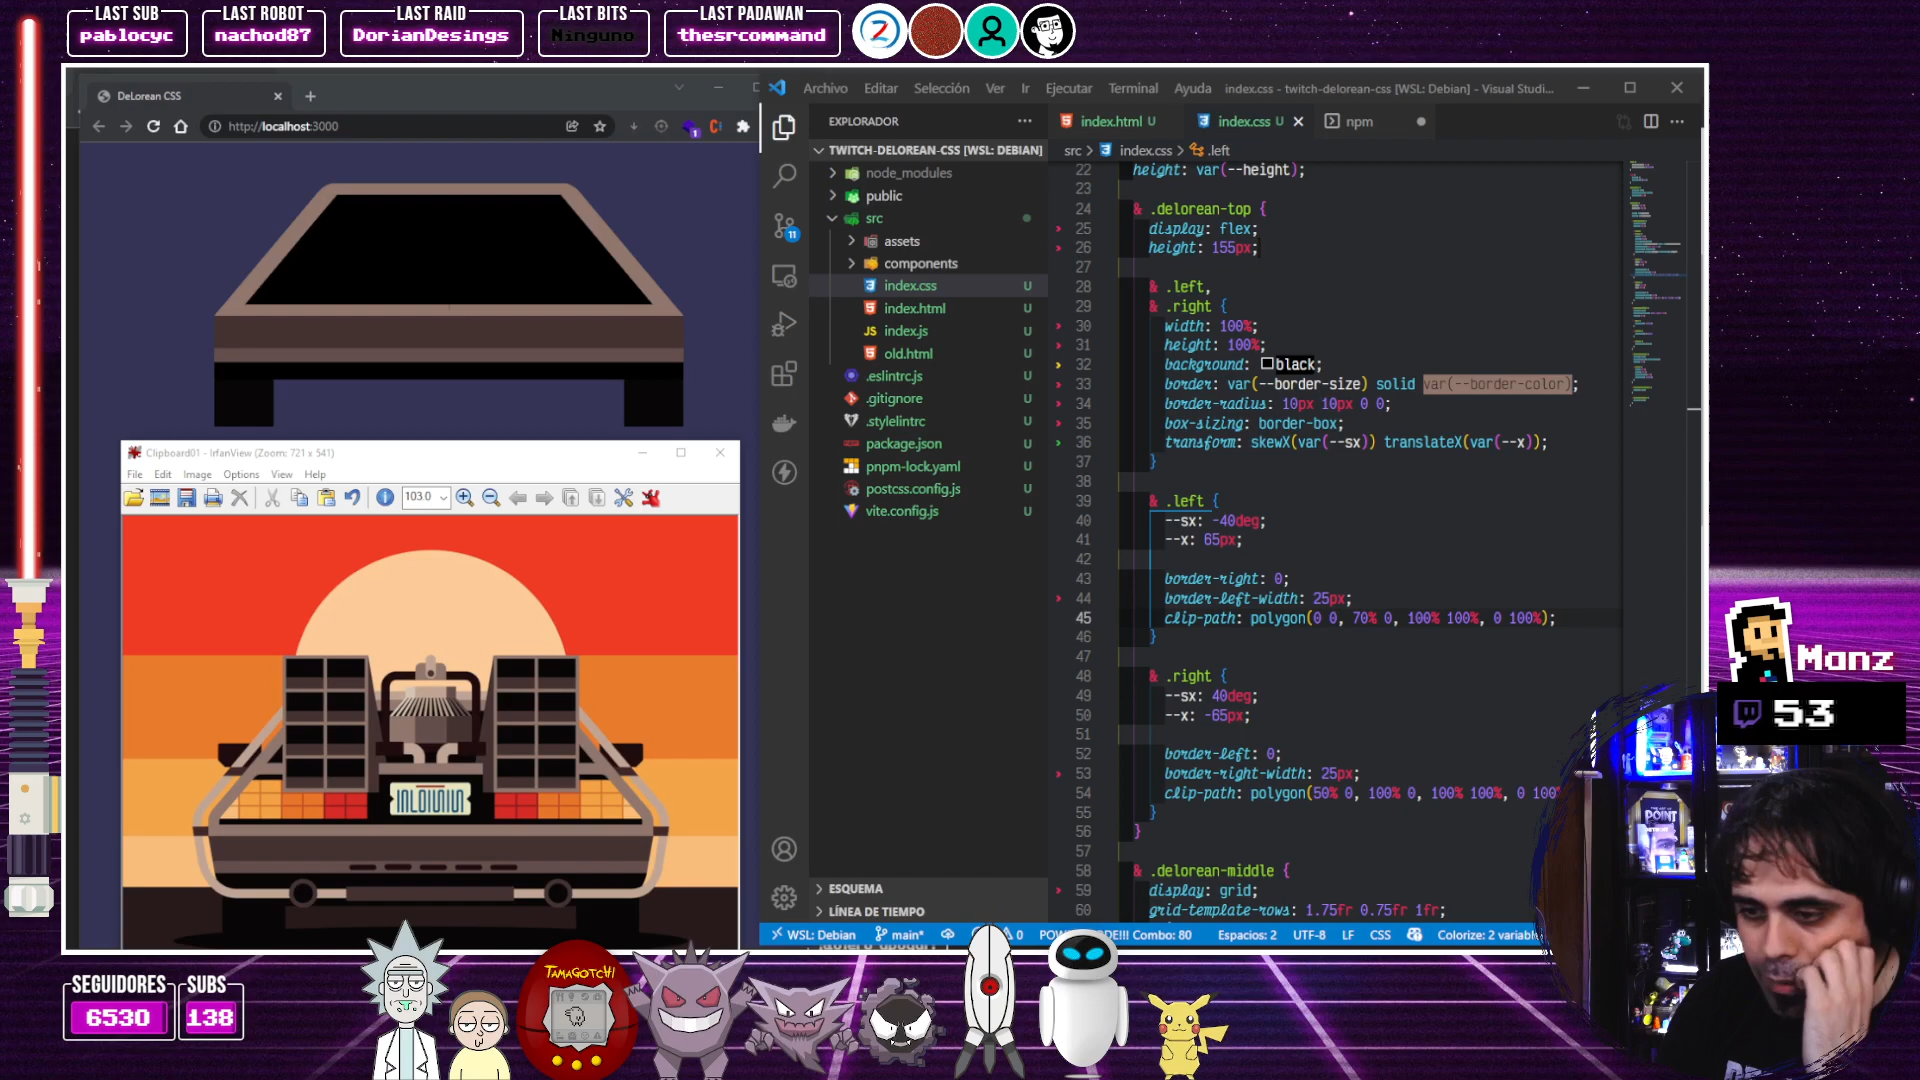 LAST SUB
pablocyc
LAST ROBOT
nachod87
LAST RAID
DorianDesings
LAST BITS
Ninguno
LAST PADAWAN
thesrcommand
DeLorean CSS
http://localhost:3000
Archivo Editar Selección Ver Ir Ejecutar Terminal Ayuda index.css - twitch-delorean-css [WSL: Debian] - Visual Studi...
EXPLORADOR
index.html U
index.css U
npm
TWITCH-DELOREAN-CSS [WSL: DEBIAN]
src > index.css > .left
node_modules
public
src
assets
components
index.css U
index.html U
index.js U
old.html U
.eslintrc.js U
.gitignore U
.stylelintrc U
package.json U
pnpm-lock.yaml U
postcss.config.js U
vite.config.js U
ESQUEMA
LÍNEA DE TIEMPO
11
22 height: var(--height);
23
24 & .delorean-top {
25 display: flex;
26 height: 155px;
27
28 & .left,
29 & .right {
30 width: 100%;
31 height: 100%;
32 background: black;
33 border: var(--border-size) solid var(--border-color);
34 border-radius: 10px 10px 0 0;
35 box-sizing: border-box;
36 transform: skewX(var(--sx)) translateX(var(--x));
37 }
38
39 & .left {
40 --sx: -40deg;
41 --x: 65px;
42
43 border-right: 0;
44 border-left-width: 25px;
45 clip-path: polygon(0 0, 70% 0, 100% 100%, 0 100%);
46 }
47
48 & .right {
49 --sx: 40deg;
50 --x: -65px;
51
52 border-left: 0;
53 border-right-width: 25px;
54 clip-path: polygon(50% 0, 100% 0, 100% 100%, 0 100%
55 }
56 }
57
58 & .delorean-middle {
59 display: grid;
60 grid-template-rows: 1.75fr 0.75fr 1fr;
WSL: Debian main* 0 Combo: 80 Espacios: 2 UTF-8 LF CSS Colorize: 2 variabl
Clipboard01 - IrfanView (Zoom: 721 x 541)
File Edit Image Options View Help
103.0
Manz
53
SEGUIDORES
6530
SUBS
138
TAMAGOTCHI